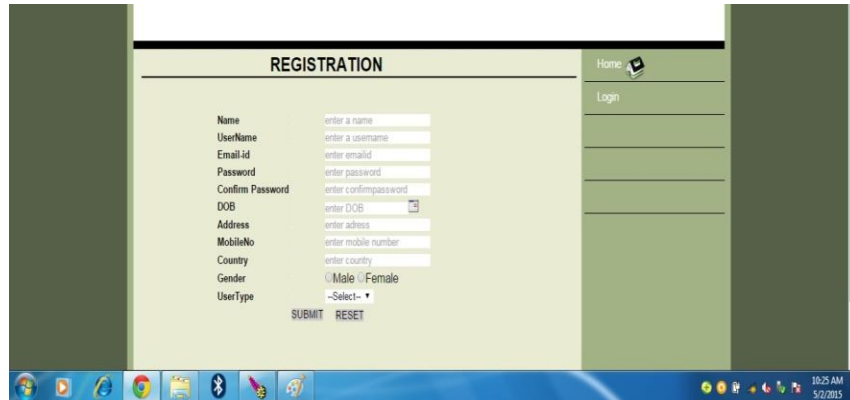 REGISTRATION
Home
Login
Name enter a name
UserName enter a username
Email-id enter emailid
Password enter password
Confirm Password enter confirmpassword
DOB enter DOB
Address enter adress
MobileNo enter mobile number
Country enter country
Gender Male Female
UserType --Select--
SUBMIT RESET
10:25 AM
5/2/2015